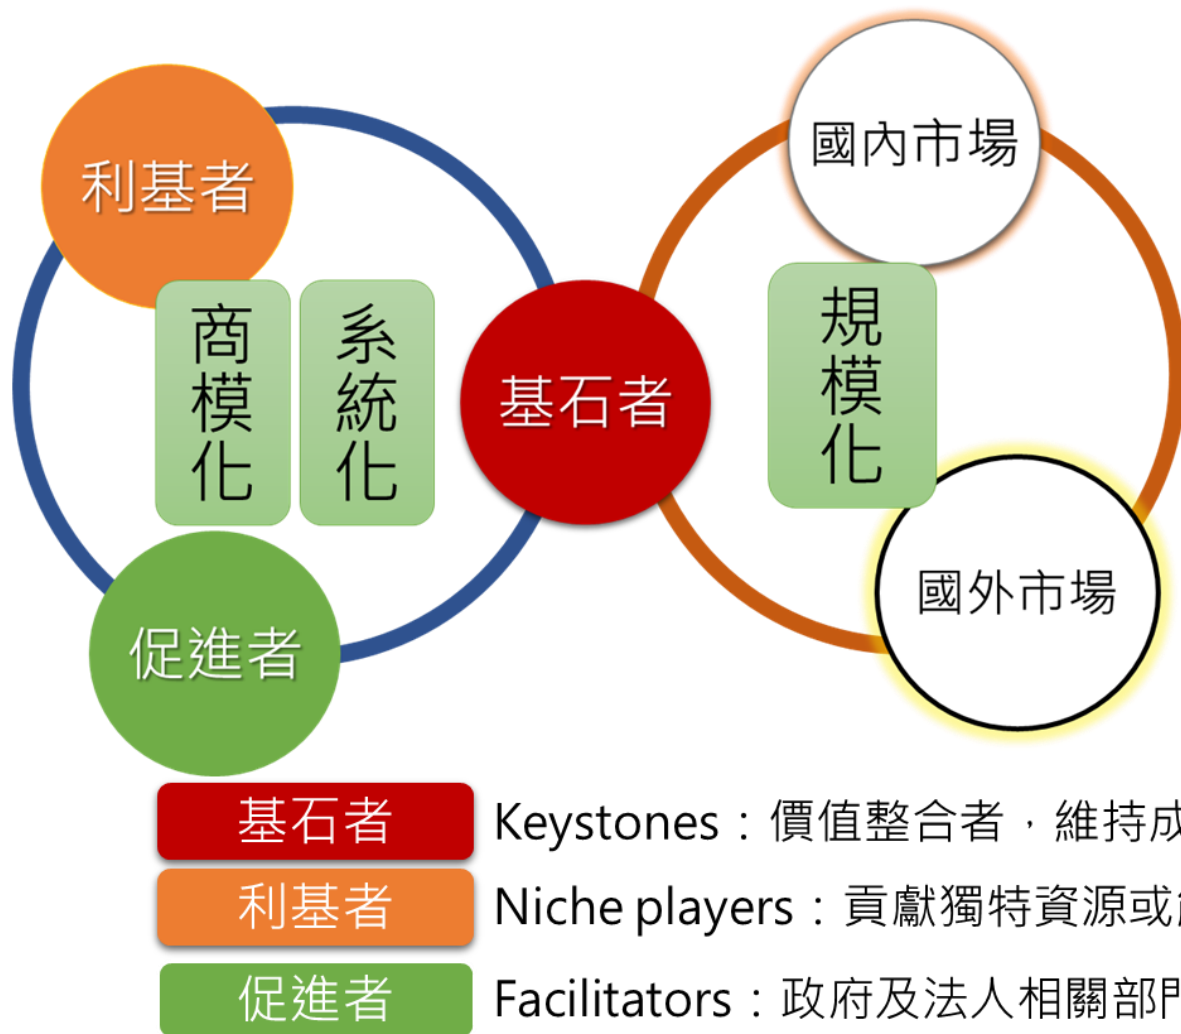 國內市場
利基者
商模化
系統化
規模化
基石者
國外市場
促進者
基石者 Keystones：價值整合者，維持成
利基者 Niche players：貢獻獨特資源或
促進者 Facilitators：政府及法人相關部門